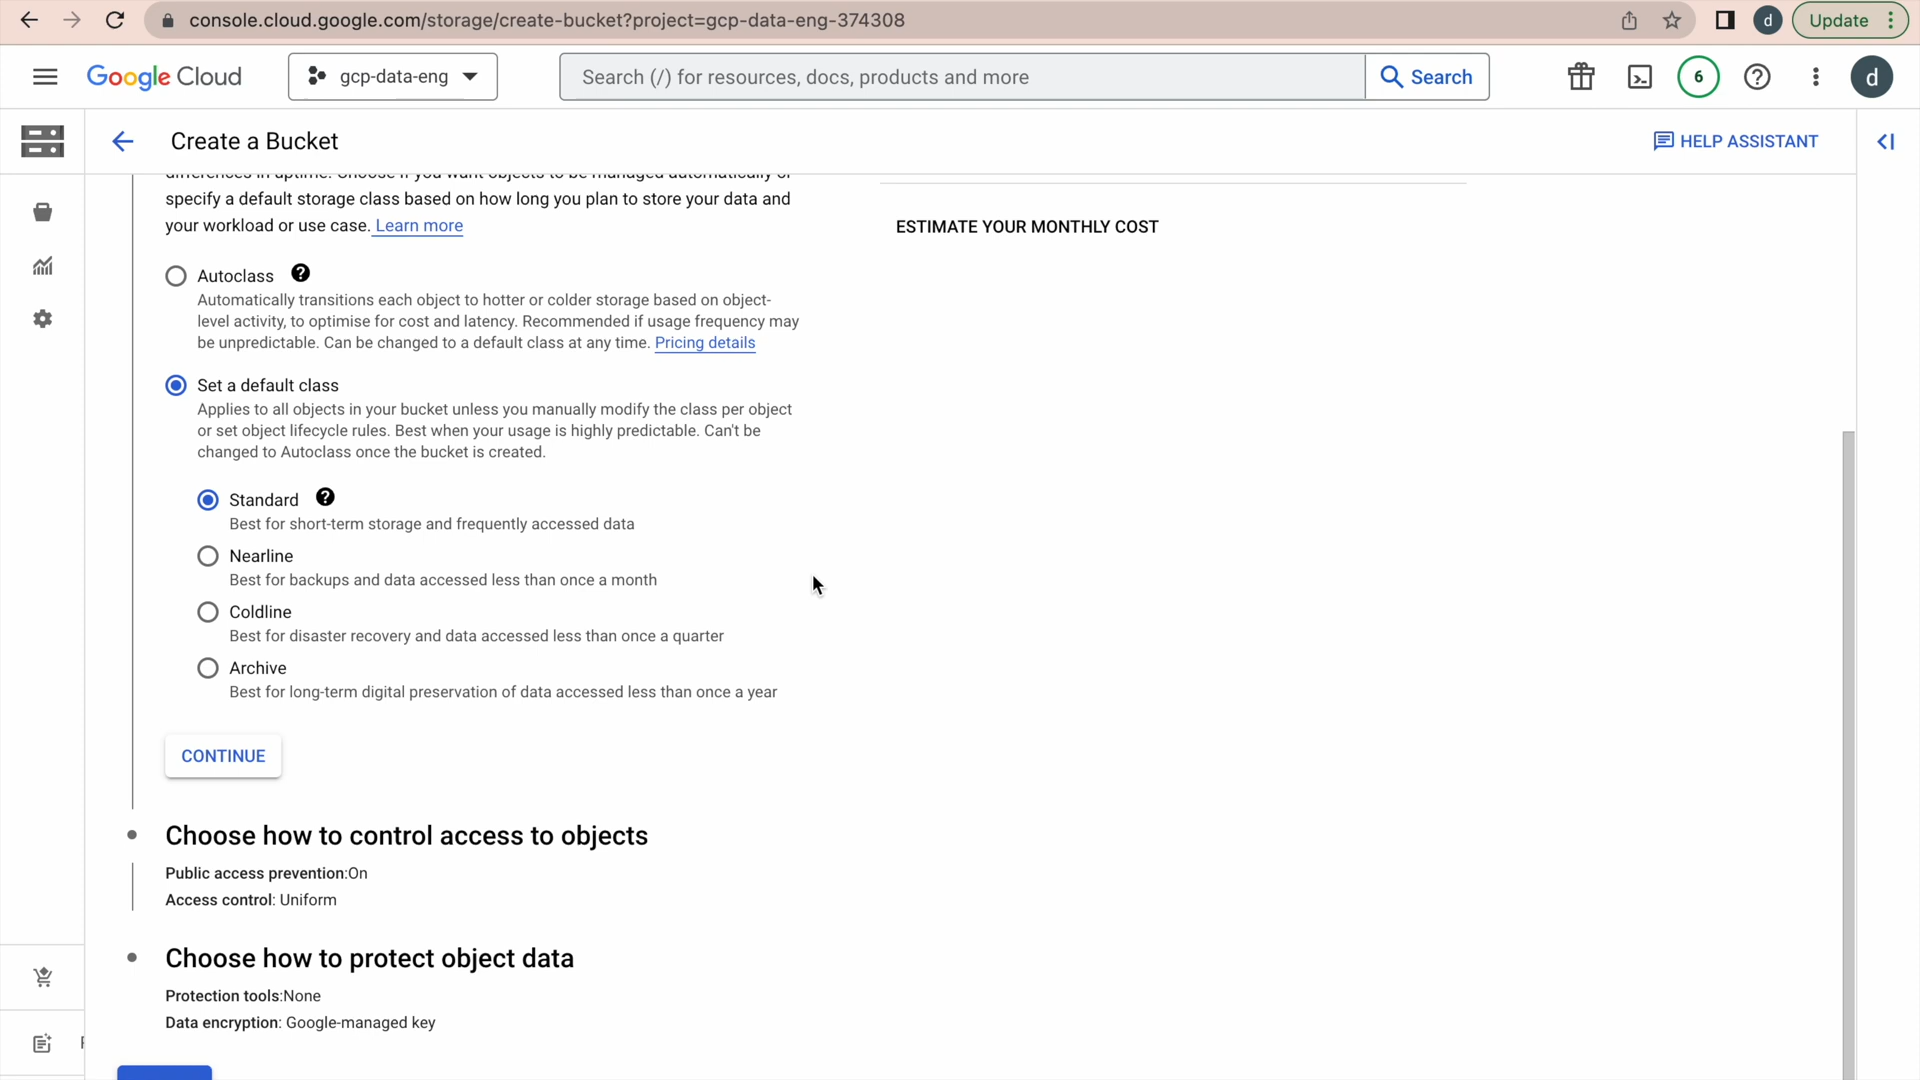 console.cloud.google.com/storage/create-bucket?project=gcp-data-eng-374308
d
Update
Google Cloud
gcp-data-eng
Search (/) for resources, docs, products and more
Search
6
d
Create a Bucket
HELP ASSISTANT
differences in uptime. Choose if you want objects to be managed automatically or
specify a default storage class based on how long you plan to store your data and
your workload or use case. Learn more
ESTIMATE YOUR MONTHLY COST
Autoclass
Automatically transitions each object to hotter or colder storage based on object-
level activity, to optimise for cost and latency. Recommended if usage frequency may
be unpredictable. Can be changed to a default class at any time. Pricing details
Set a default class
Applies to all objects in your bucket unless you manually modify the class per object
or set object lifecycle rules. Best when your usage is highly predictable. Can't be
changed to Autoclass once the bucket is created.
Standard
Best for short-term storage and frequently accessed data
Nearline
Best for backups and data accessed less than once a month
Coldline
Best for disaster recovery and data accessed less than once a quarter
Archive
Best for long-term digital preservation of data accessed less than once a year
CONTINUE
Choose how to control access to objects
Public access prevention:On
Access control: Uniform
Choose how to protect object data
Protection tools:None
Data encryption: Google-managed key